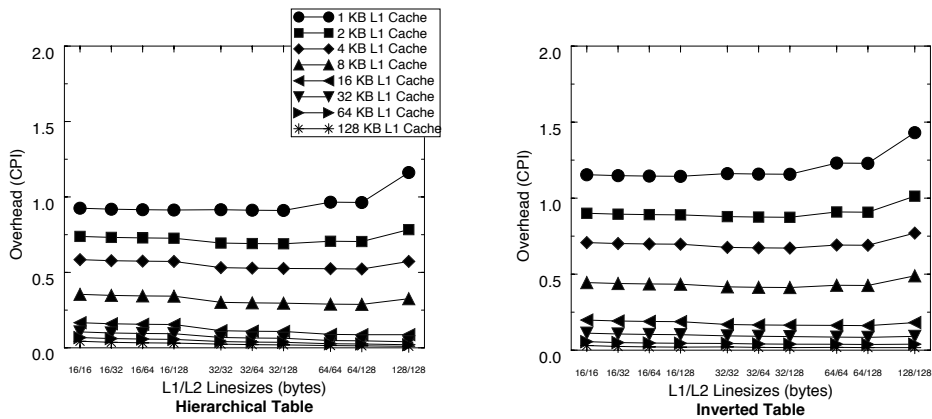 1 KB L1 Cache
2 KB L1 Cache
4 KB L1 Cache
8 KB L1 Cache
16 KB L1 Cache
32 KB L1 Cache
64 KB L1 Cache
128 KB L1 Cache
2.0
1.5
1.0
0.5
0.0
Overhead (CPI)
16/16 16/32 16/64 16/128 32/32 32/64 32/128 64/64 64/128 128/128
L1/L2 Linesizes (bytes)
Hierarchical Table
2.0
1.5
1.0
0.5
0.0
Overhead (CPI)
16/16 16/32 16/64 16/128 32/32 32/64 32/128 64/64 64/128 128/128
L1/L2 Linesizes (bytes)
Inverted Table